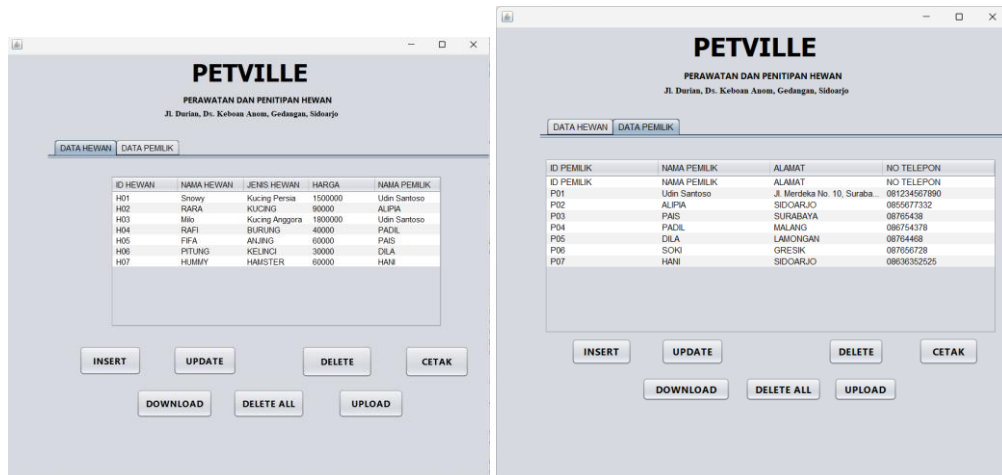 PETVILLE
PERAWATAN DAN PENITIPAN HEWAN
Jl. Durian, Ds. Keboan Anom, Gedangan, Sidoarjo
DATA HEWAN DATA PEMILIK
ID HEWAN NAMA HEWAN JENIS HEWAN HARGA NAMA PEMILIK
H01 Snowy Kucing Persia 1500000 Udin Santoso
H02 RARA KUCING 90000 ALIPIA
H03 Milo Kucing Anggora 1800000 Udin Santoso
H04 RAFI BURUNG 40000 PADIL
H05 FIFA ANJING 60000 PAIS
H06 PITUNG KELINCI 30000 DILA
H07 HUMMY HAMSTER 60000 HANI
INSERT UPDATE DELETE CETAK
DOWNLOAD DELETE ALL UPLOAD
PETVILLE
PERAWATAN DAN PENITIPAN HEWAN
Jl. Durian, Ds. Keboan Anom, Gedangan, Sidoarjo
DATA HEWAN DATA PEMILIK
ID PEMILIK NAMA PEMILIK ALAMAT NO TELEPON
ID PEMILIK NAMA PEMILIK ALAMAT NO TELEPON
P01 Udin Santoso Jl. Merdeka No. 10, Suraba... 081234567890
P02 ALIPIA SIDOARJO 0855677332
P03 PAIS SURABAYA 08765438
P04 PADIL MALANG 086754378
P05 DILA LAMONGAN 08764468
P06 SOKI GRESIK 087656728
P07 HANI SIDOARJO 08636352525
INSERT UPDATE DELETE CETAK
DOWNLOAD DELETE ALL UPLOAD